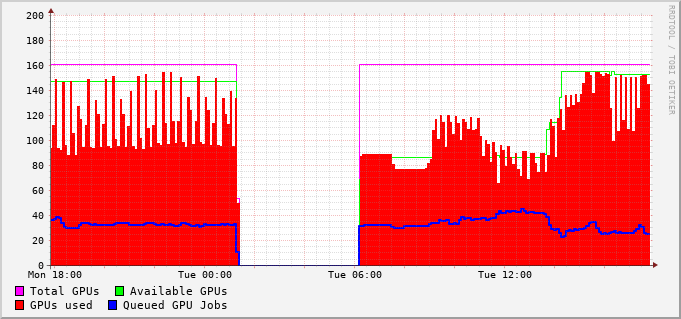 200
180
160
140
120
100
80
60
40
20
0
Mon 18:00 Tue 00:00 Tue 06:00 Tue 12:00
Total GPUs Available GPUs
GPUs used Queued GPU Jobs
RRDTOOL / TOBI OETIKER